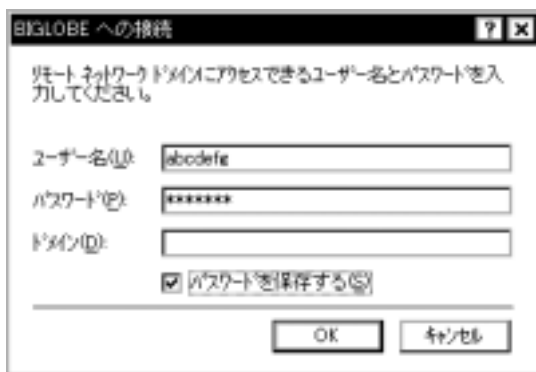 BIGLOBE への接続
リモート ネットワーク ドメインにアクセスできるユーザー名とパスワードを入
力してください。
ユーザー名(U): abcdefg
パスワード(P): *******
ドメイン(D):
パスワードを保存する(S)
OK キャンセル